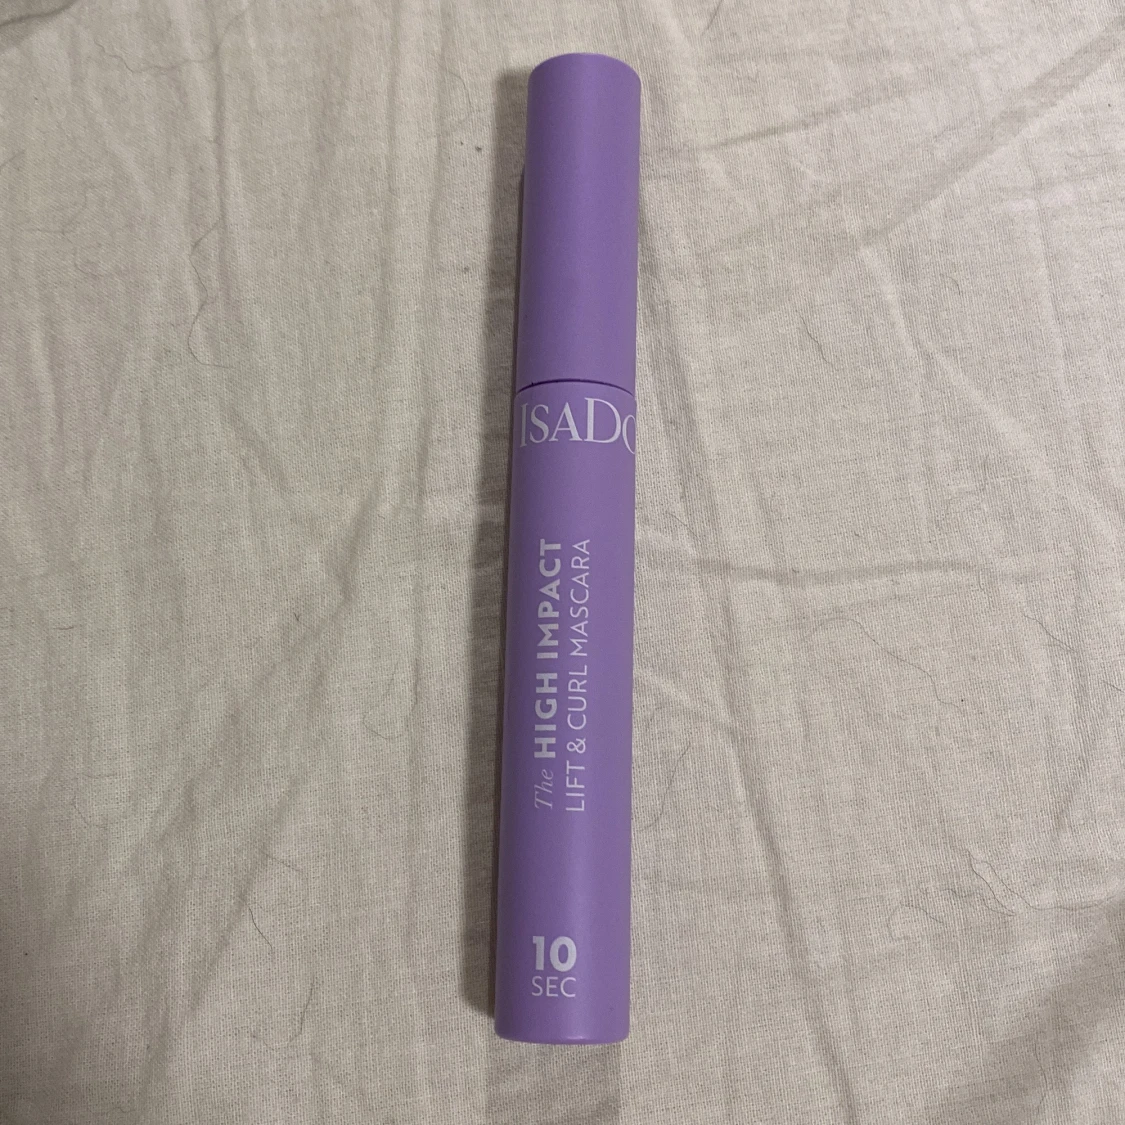 ISADO
The HIGH IMPACT
LIFT & CURL MASCARA
10
SEC